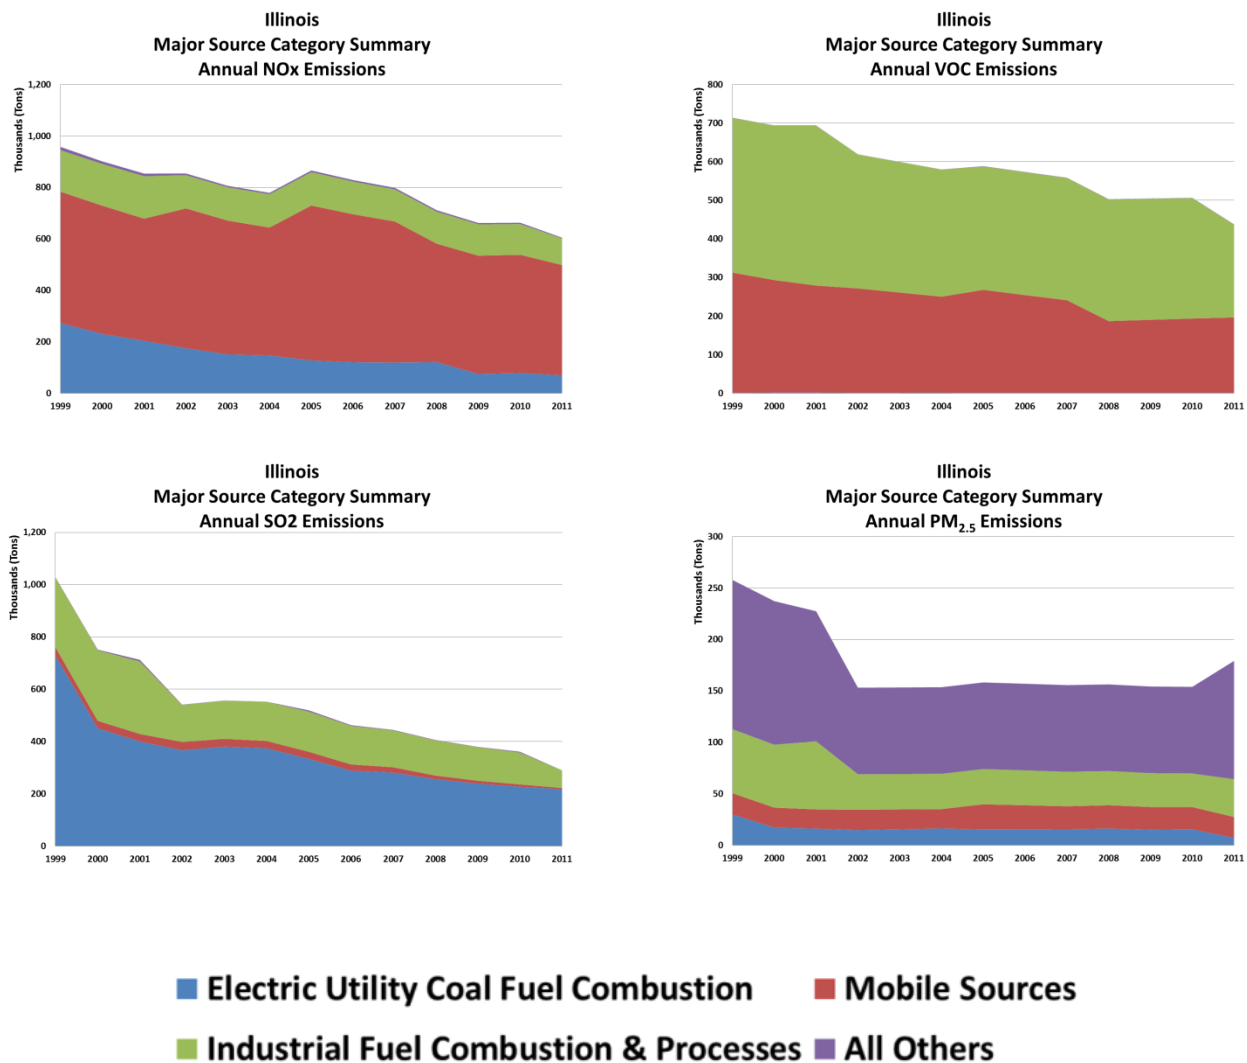 Illinois
Major Source Category Summary
Annual NOx Emissions
Thousands (Tons)
1,200
1,000
800
600
400
200
0
1999 2000 2001 2002 2003 2004 2005 2006 2007 2008 2009 2010 2011
Illinois
Major Source Category Summary
Annual VOC Emissions
Thousands (Tons)
800
700
600
500
400
300
200
100
0
1999 2000 2001 2002 2003 2004 2005 2006 2007 2008 2009 2010 2011
Illinois
Major Source Category Summary
Annual SO2 Emissions
Thousands (Tons)
1,200
1,000
800
600
400
200
0
1999 2000 2001 2002 2003 2004 2005 2006 2007 2008 2009 2010 2011
Illinois
Major Source Category Summary
Annual PM2.5 Emissions
Thousands (Tons)
300
250
200
150
100
50
0
1999 2000 2001 2002 2003 2004 2005 2006 2007 2008 2009 2010 2011
Electric Utility Coal Fuel Combustion
Mobile Sources
Industrial Fuel Combustion & Processes
All Others